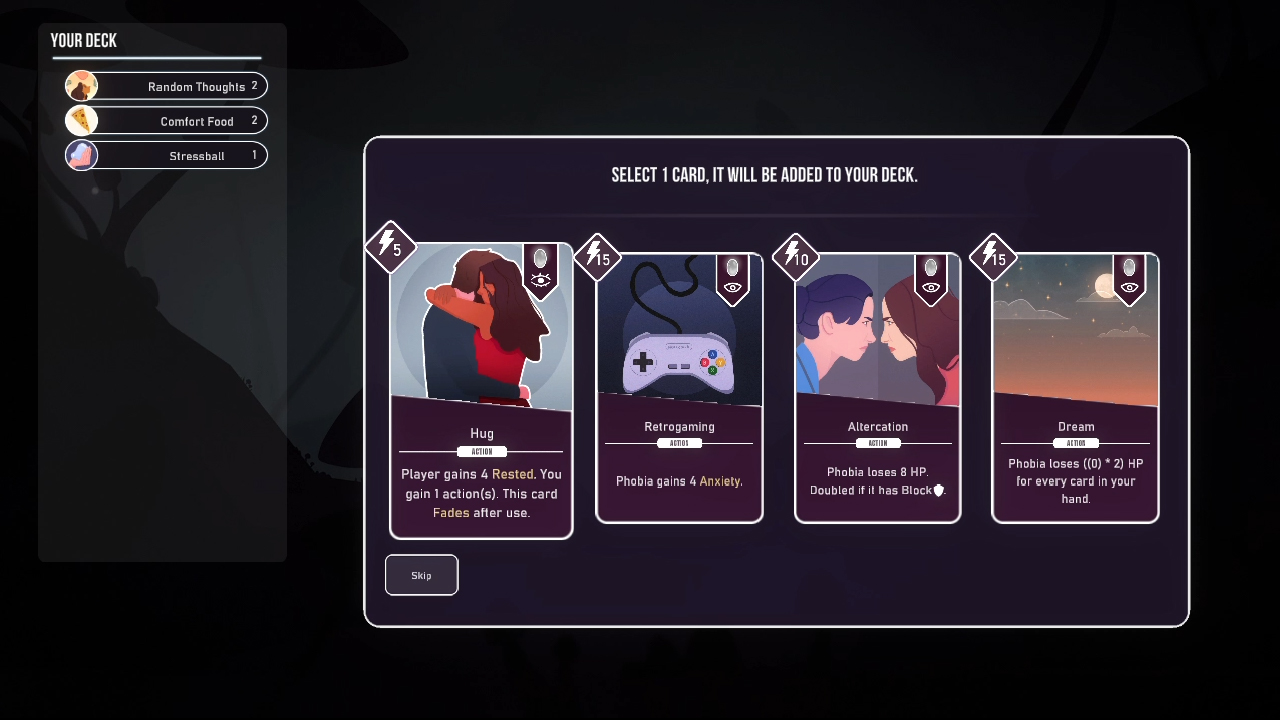 YOUR DECK
Random Thoughts 2
Comfort Food 2
Stressball 1
SELECT 1 CARD, IT WILL BE ADDED TO YOUR DECK.
5
Hug
ACTION
Player gains 4 Rested. You
gain 1 action(s). This card
Fades after use.
15
Retrogaming
ACTION
Phobia gains 4 Anxiety.
10
Altercation
ACTION
Phobia loses 8 HP.
Doubled if it has Block.
15
Dream
ACTION
Phobia loses ((0) * 2) HP
for every card in your
hand.
Skip